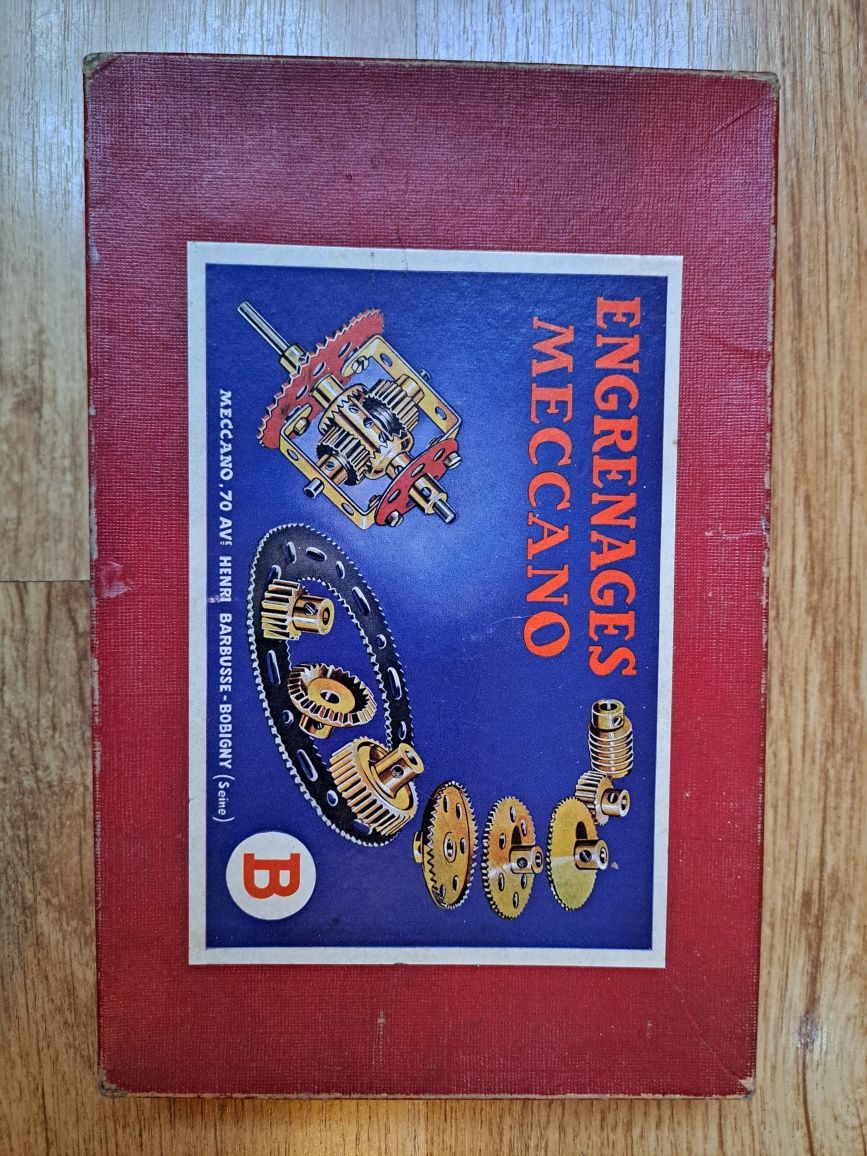 ENGRENAGES
MECCANO
MECCANO, 70 AVE HENRI BARBUSSE - BOBIGNY (Seine)
B